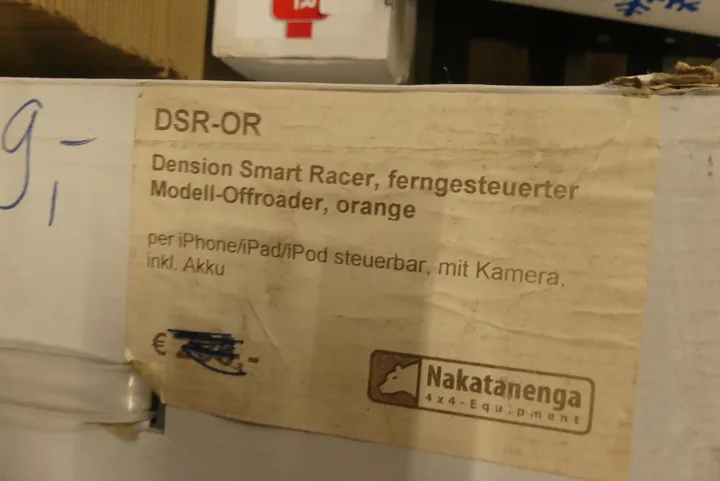 9,-
DSR-OR
Dension Smart Racer, ferngesteuerter
Modell-Offroader, orange
per iPhone/iPad/iPod steuerbar, mit Kamera,
inkl. Akku
€ ,-
Nakatanenga
4x4-Equipment